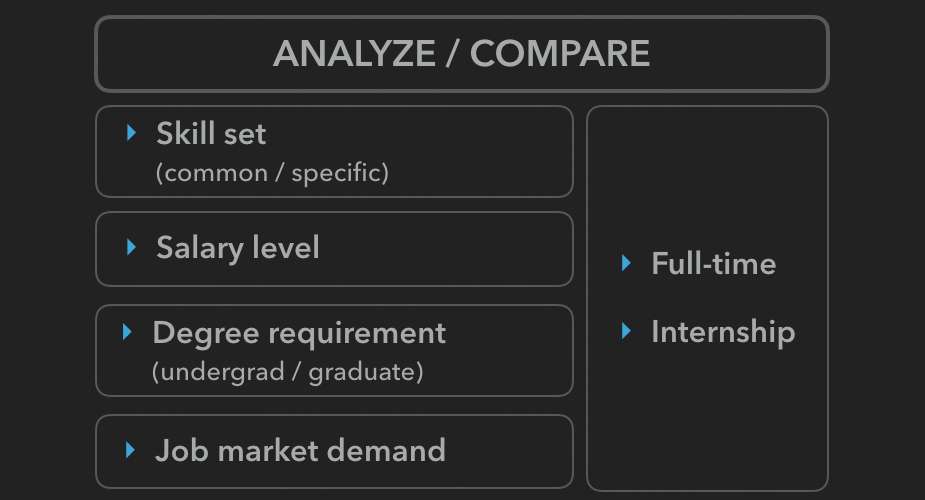 ANALYZE / COMPARE
Skill set
(common / specific)
Salary level
Degree requirement
(undergrad / graduate)
Job market demand
Full-time
Internship